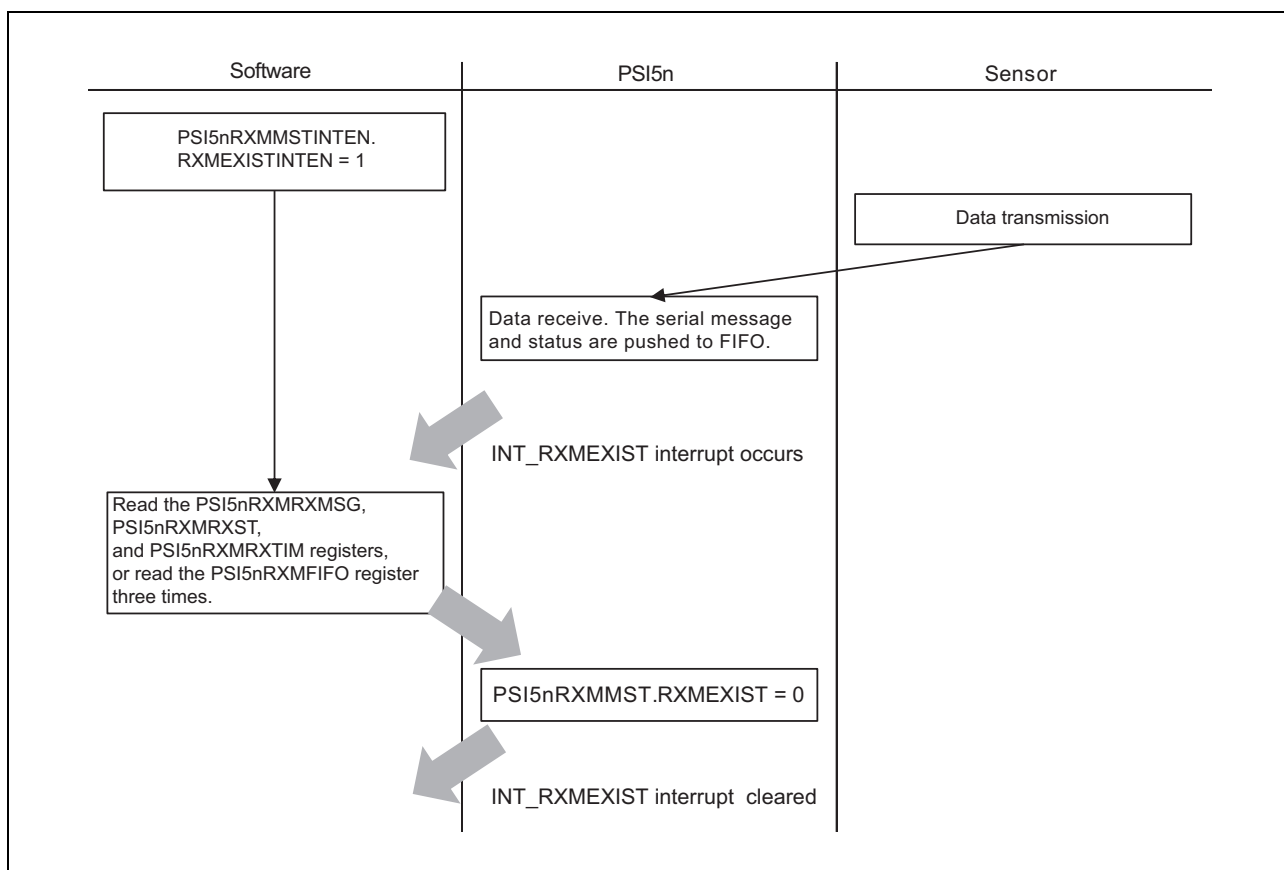 Software
PSI5n
Sensor
PSI5nRXMMSTINTEN.
RXMEXISTINTEN = 1
Data transmission
Data receive. The serial message
and status are pushed to FIFO.
INT_RXMEXIST interrupt occurs
Read the PSI5nRXMRXMSG,
PSI5nRXMRXST,
and PSI5nRXMRXTIM registers,
or read the PSI5nRXMFIFO register
three times.
PSI5nRXMMST.RXMEXIST = 0
INT_RXMEXIST interrupt cleared